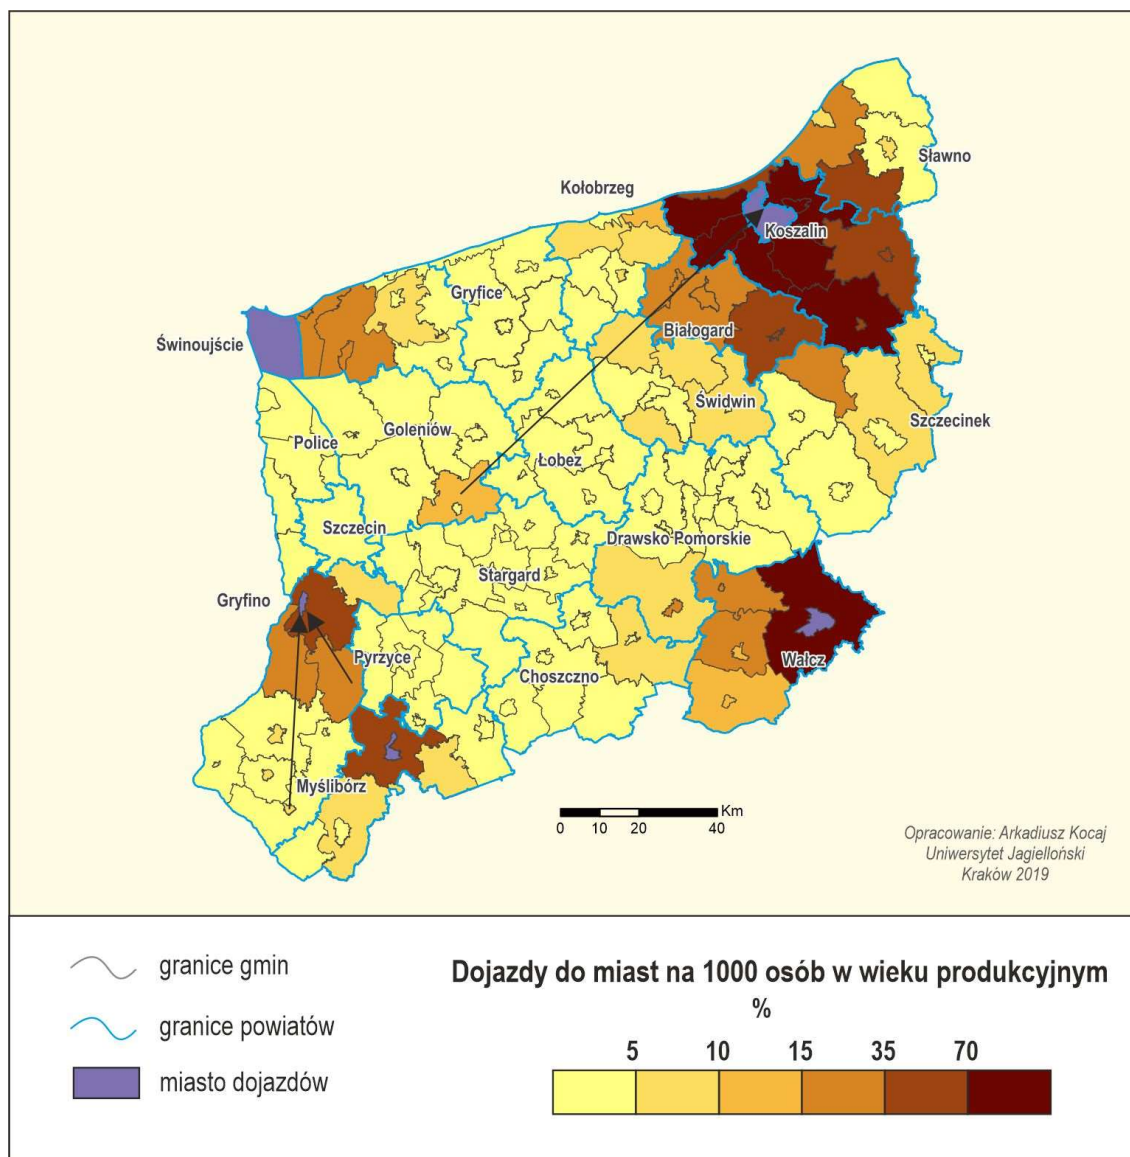 Sławno
Kołobrzeg
Koszalin
Gryfice
Świnoujście
Białogard
Świdwin
Szczecinek
Police
Goleniów
Łobez
Szczecin
Drawsko Pomorskie
Stargard
Gryfino
Pyrzyce
Wałcz
Choszczno
Myślibórz
Km
0 10 20 40
Opracowanie: Arkadiusz Kocaj
Uniwersytet Jagielloński
Kraków 2019
granice gmin
granice powiatów
miasto dojazdów
Dojazdy do miast na 1000 osób w wieku produkcyjnym
%
5 10 15 35 70